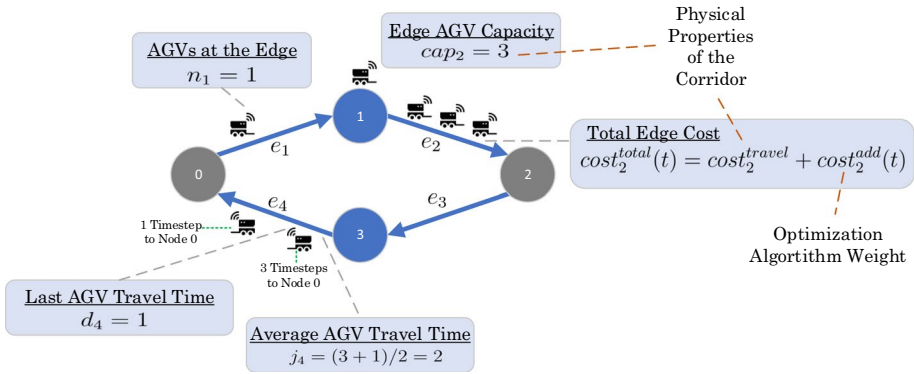 AGVs at the Edge
n₁ = 1
Edge AGV Capacity
cap₂ = 3
Physical
Properties
of the
Corridor
1
e₁
e₂
Total Edge Cost
cost₂^{total}(t) = cost₂^{travel} + cost₂^{add}(t)
0
2
e₄
e₃
1 Timestep
to Node 0
3
3 Timesteps
to Node 0
Optimization
Algortithm Weight
Last AGV Travel Time
d₄ = 1
Average AGV Travel Time
j₄ = (3 + 1)/2 = 2